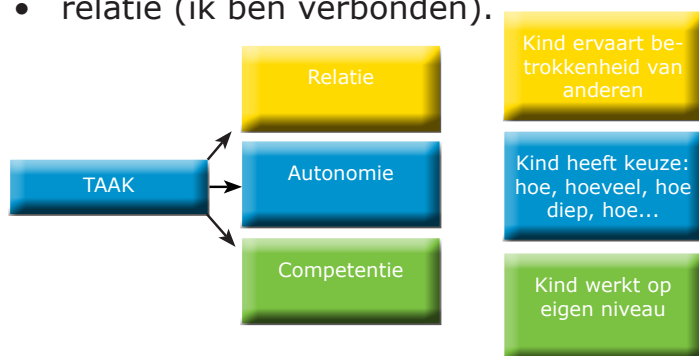 • relatie (ik ben verbonden).
Relatie
Kind ervaart be-
trokkenheid van
anderen
TAAK
Autonomie
Kind heeft keuze:
hoe, hoeveel, hoe
diep, hoe...
Competentie
Kind werkt op
eigen niveau